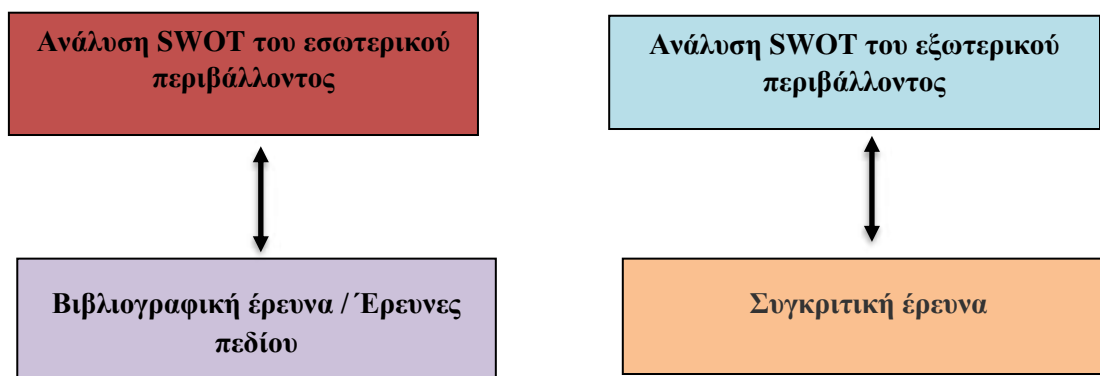 Ανάλυση SWOT του εσωτερικού
περιβάλλοντος
Ανάλυση SWOT του εξωτερικού
περιβάλλοντος
Βιβλιογραφική έρευνα / Έρευνες
πεδίου
Συγκριτική έρευνα